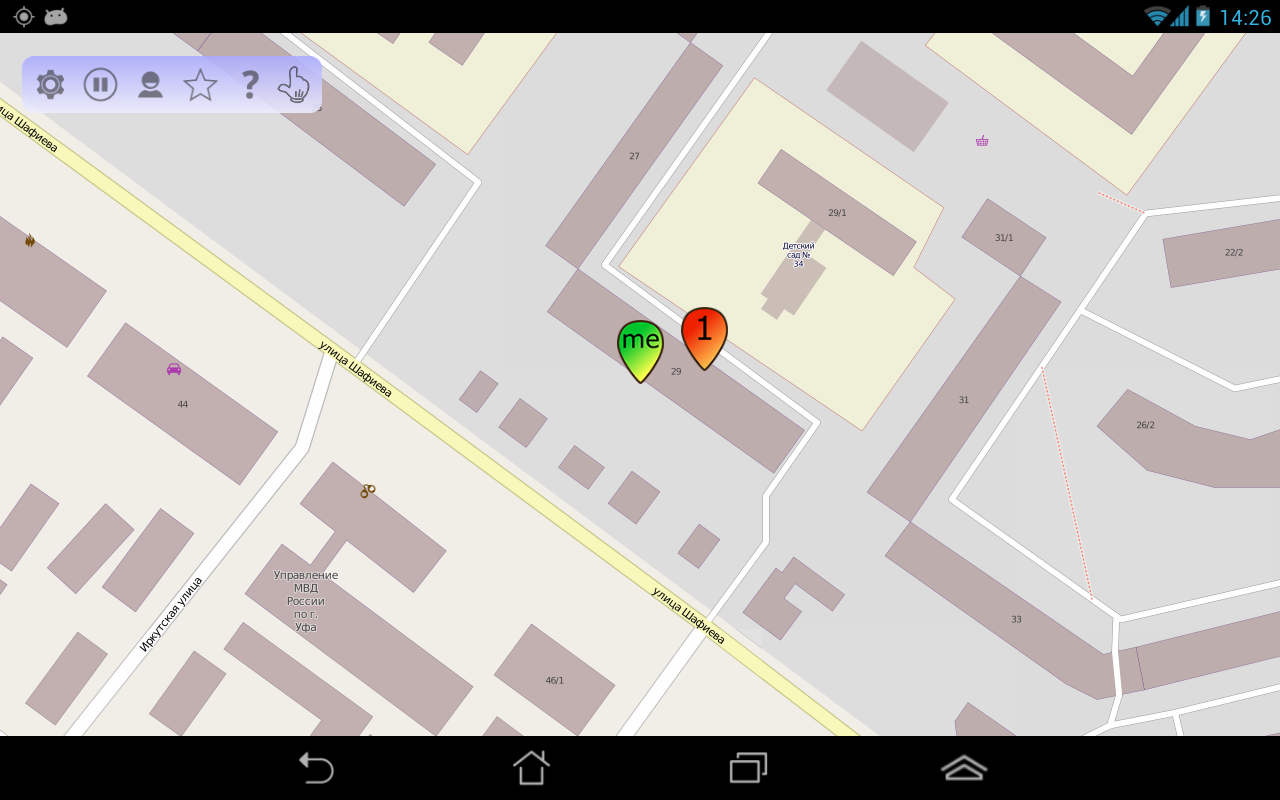 14:26
?
27
улица Шафиева
29/1
31/1
Детский
сад №
34
22/2
1
me
улица Шафиева
29
44
31
26/2
Управление
МВД
России
по г.
Уфа
Иркутская улица
улица Шафиева
33
46/1